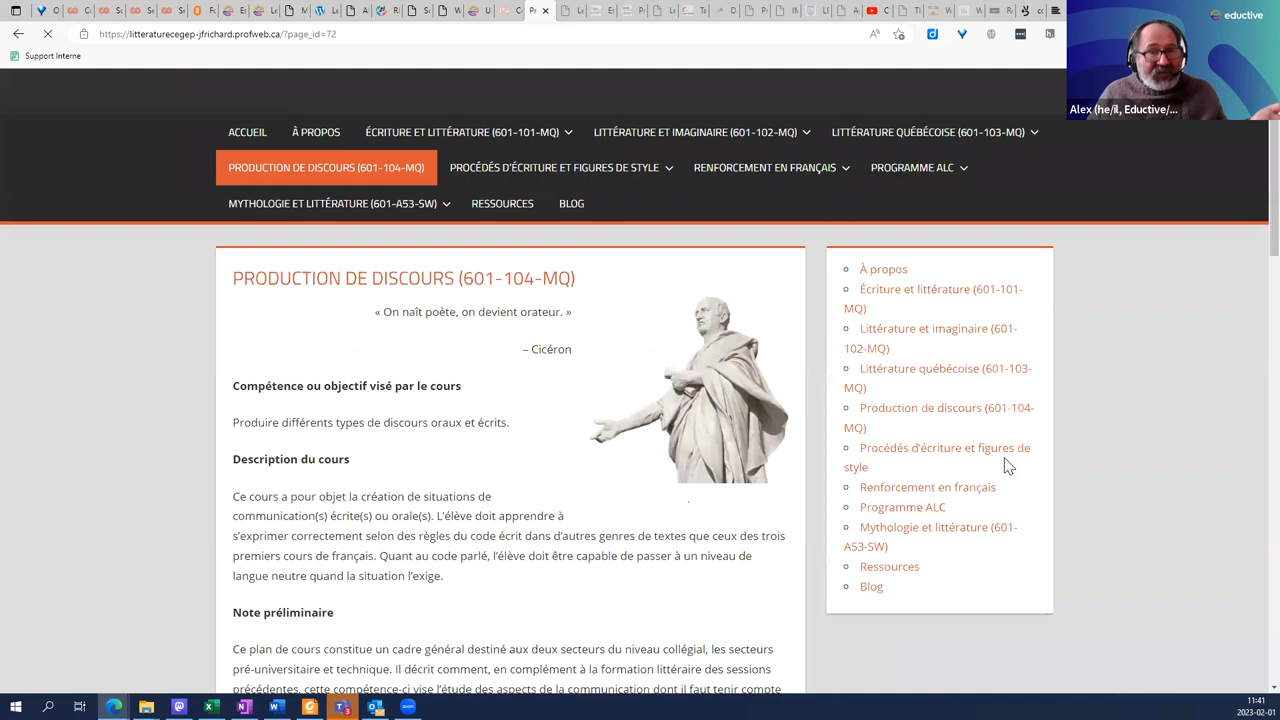 https://litteraturecegep-jfrichard.profweb.ca/?page_id=72
Support Interne
eductive
Alex (he/il, Eductive/...
ACCUEIL À PROPOS ÉCRITURE ET LITTÉRATURE (601-101-MQ) LITTÉRATURE ET IMAGINAIRE (601-102-MQ) LITTÉRATURE QUÉBÉCOISE (601-103-MQ)
PRODUCTION DE DISCOURS (601-104-MQ) PROCÉDÉS D'ÉCRITURE ET FIGURES DE STYLE RENFORCEMENT EN FRANÇAIS PROGRAMME ALC
MYTHOLOGIE ET LITTÉRATURE (601-A53-SW) RESSOURCES BLOG
PRODUCTION DE DISCOURS (601-104-MQ)
« On naît poète, on devient orateur. »
– Cicéron
Compétence ou objectif visé par le cours
Produire différents types de discours oraux et écrits.
Description du cours
Ce cours a pour objet la création de situations de
communication(s) écrite(s) ou orale(s). L'élève doit apprendre à
s'exprimer correctement selon des règles du code écrit dans d'autres genres de textes que ceux des trois
premiers cours de français. Quant au code parlé, l'élève doit être capable de passer à un niveau de
langue neutre quand la situation l'exige.
Note préliminaire
Ce plan de cours constitue un cadre général destiné aux deux secteurs du niveau collégial, les secteurs
pré-universitaire et technique. Il décrit comment, en complément à la formation littéraire des sessions
précédentes, cette compétence-ci vise l'étude des aspects de la communication dont il faut tenir compte
À propos
Écriture et littérature (601-101-
MQ)
Littérature et imaginaire (601-
102-MQ)
Littérature québécoise (601-103-
MQ)
Production de discours (601-104-
MQ)
Procédés d'écriture et figures de
style
Renforcement en français
Programme ALC
Mythologie et littérature (601-
A53-SW)
Ressources
Blog
11:41
2023-02-01